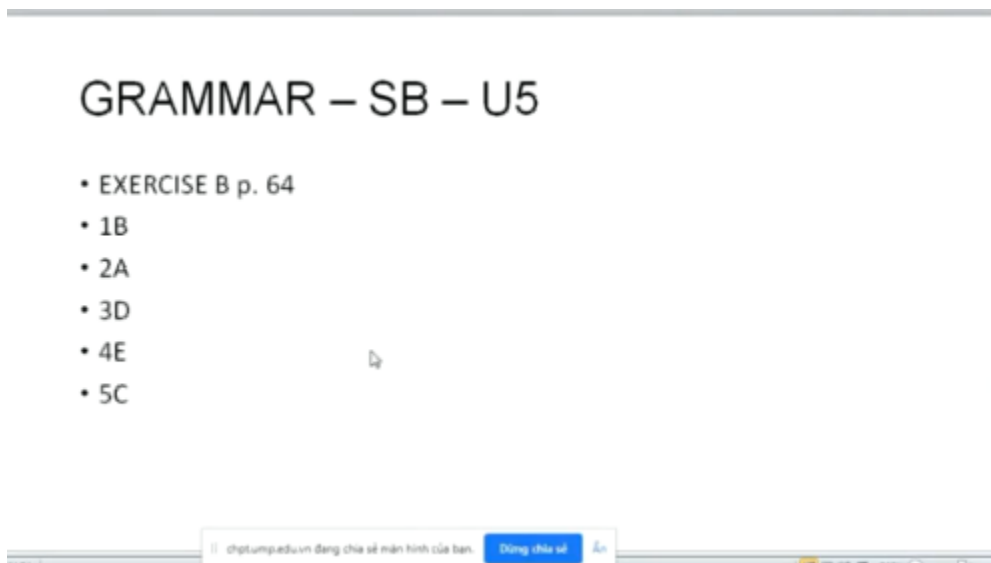 GRAMMAR – SB – U5
• EXERCISE B p. 64
• 1B
• 2A
• 3D
• 4E
• 5C
chpt.ump.edu.vn đang chia sẻ màn hình của bạn. Dừng chia sẻ Ẩn